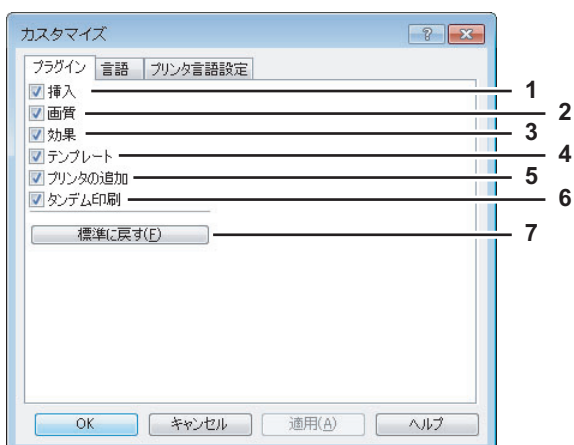 カスタマイズ
プラグイン 言語 プリンタ言語設定
挿入 1
画質 2
効果 3
テンプレート 4
プリンタの追加 5
タンデム印刷 6
標準に戻す(F) 7
OK キャンセル 適用(A) ヘルプ